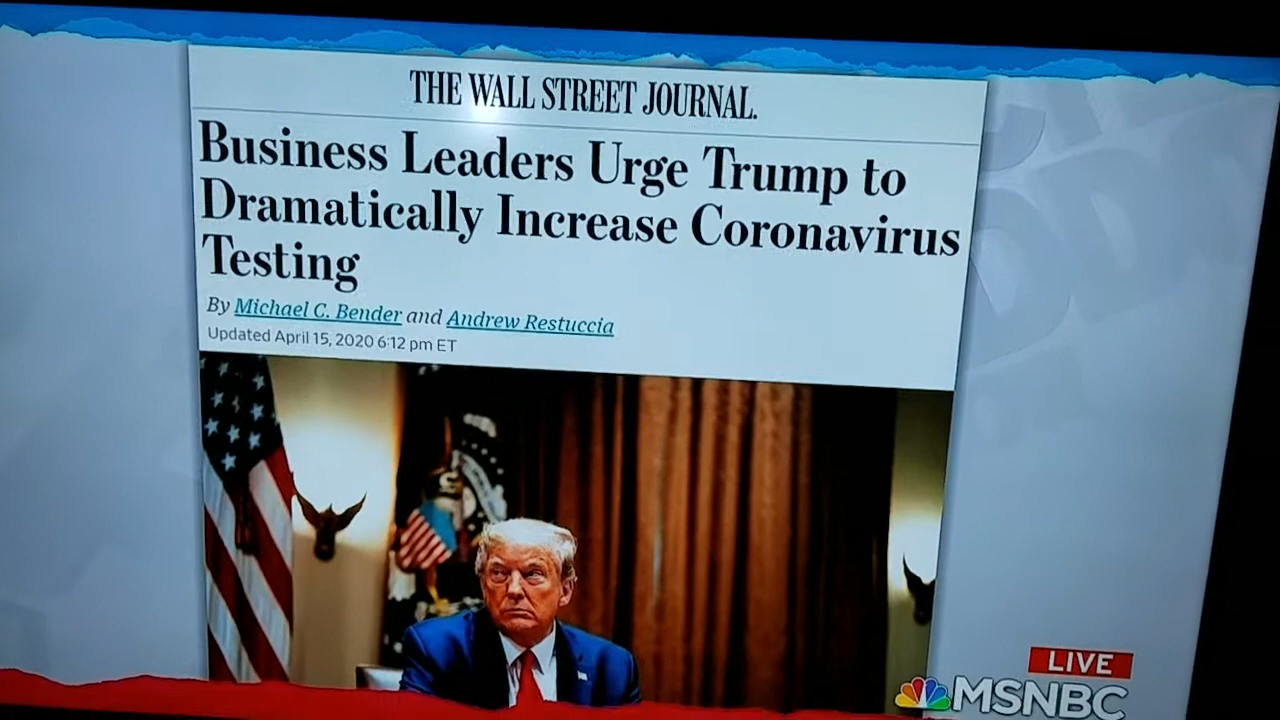 THE WALL STREET JOURNAL.
Business Leaders Urge Trump to
Dramatically Increase Coronavirus
Testing
By Michael C. Bender and Andrew Restuccia
Updated April 15, 2020 6:12 pm ET
LIVE
MSNBC